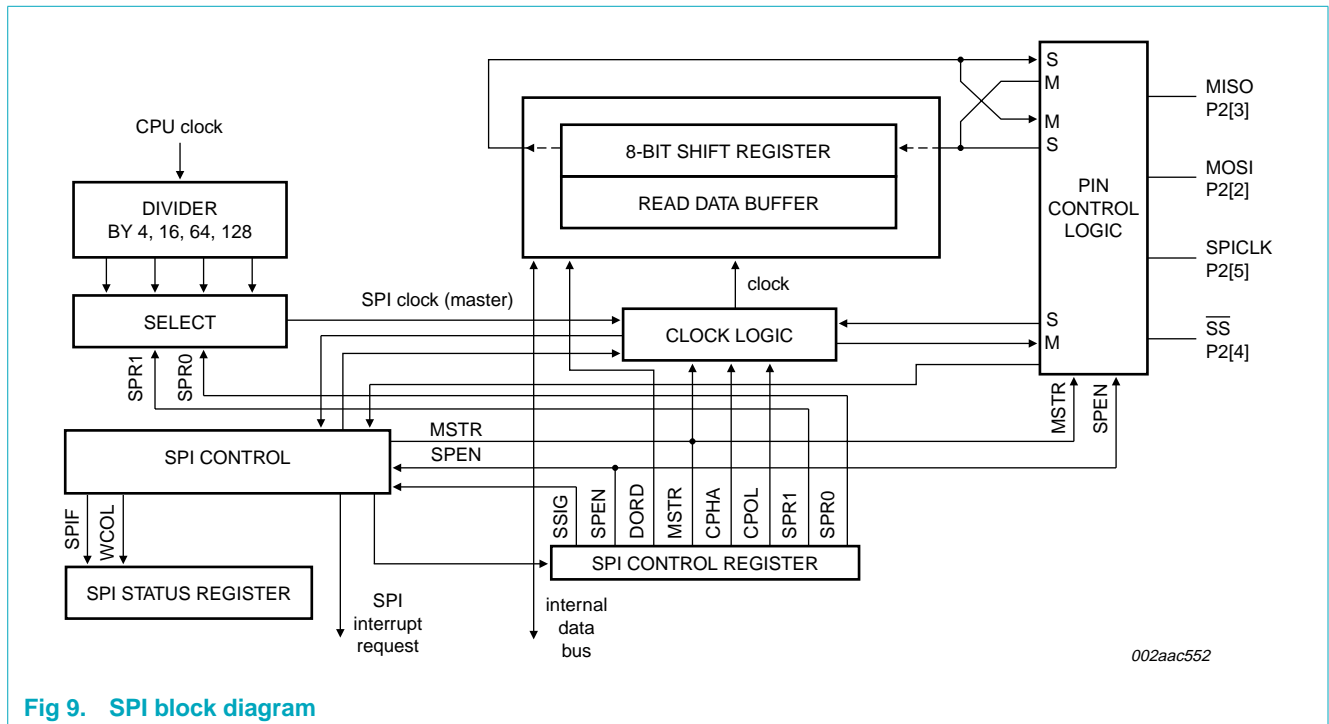 CPU clock
DIVIDER
BY 4, 16, 64, 128
SELECT
SPR1
SPR0
SPI clock (master)
8-BIT SHIFT REGISTER
READ DATA BUFFER
clock
CLOCK LOGIC
S
M
M
S
PIN
CONTROL
LOGIC
S
M
MISO
P2[3]
MOSI
P2[2]
SPICLK
P2[5]
SS
P2[4]
MSTR
SPEN
SPI CONTROL
MSTR
SPEN
SPIF
WCOL
SPI STATUS REGISTER
SSIG
SPEN
DORD
MSTR
CPHA
CPOL
SPR1
SPR0
SPI CONTROL REGISTER
SPI
interrupt
request
internal
data
bus
002aac552
Fig 9. SPI block diagram